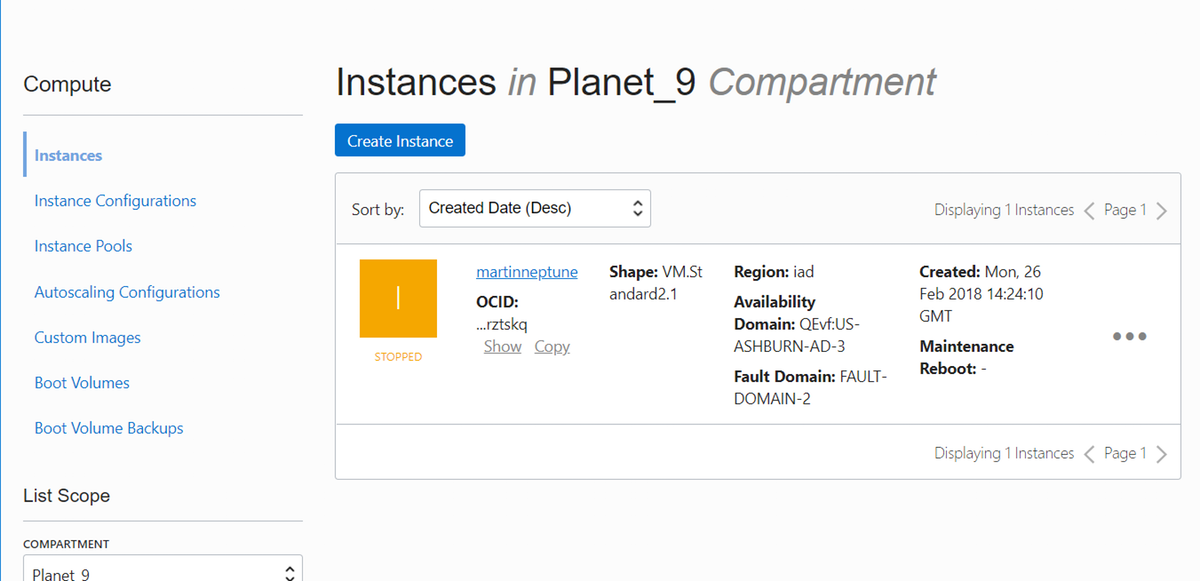 Compute
Instances
Instance Configurations
Instance Pools
Autoscaling Configurations
Custom Images
Boot Volumes
Boot Volume Backups
List Scope
COMPARTMENT
Planet_9
Instances in Planet_9 Compartment
Create Instance
Sort by: Created Date (Desc)
Displaying 1 Instances Page 1
I
STOPPED
martinneptune
OCID:
...rztskq
Show Copy
Shape: VM.St
andard2.1
Region: iad
Availability
Domain: QEvf:US-
ASHBURN-AD-3
Fault Domain: FAULT-
DOMAIN-2
Created: Mon, 26
Feb 2018 14:24:10
GMT
Maintenance
Reboot: -
Displaying 1 Instances Page 1